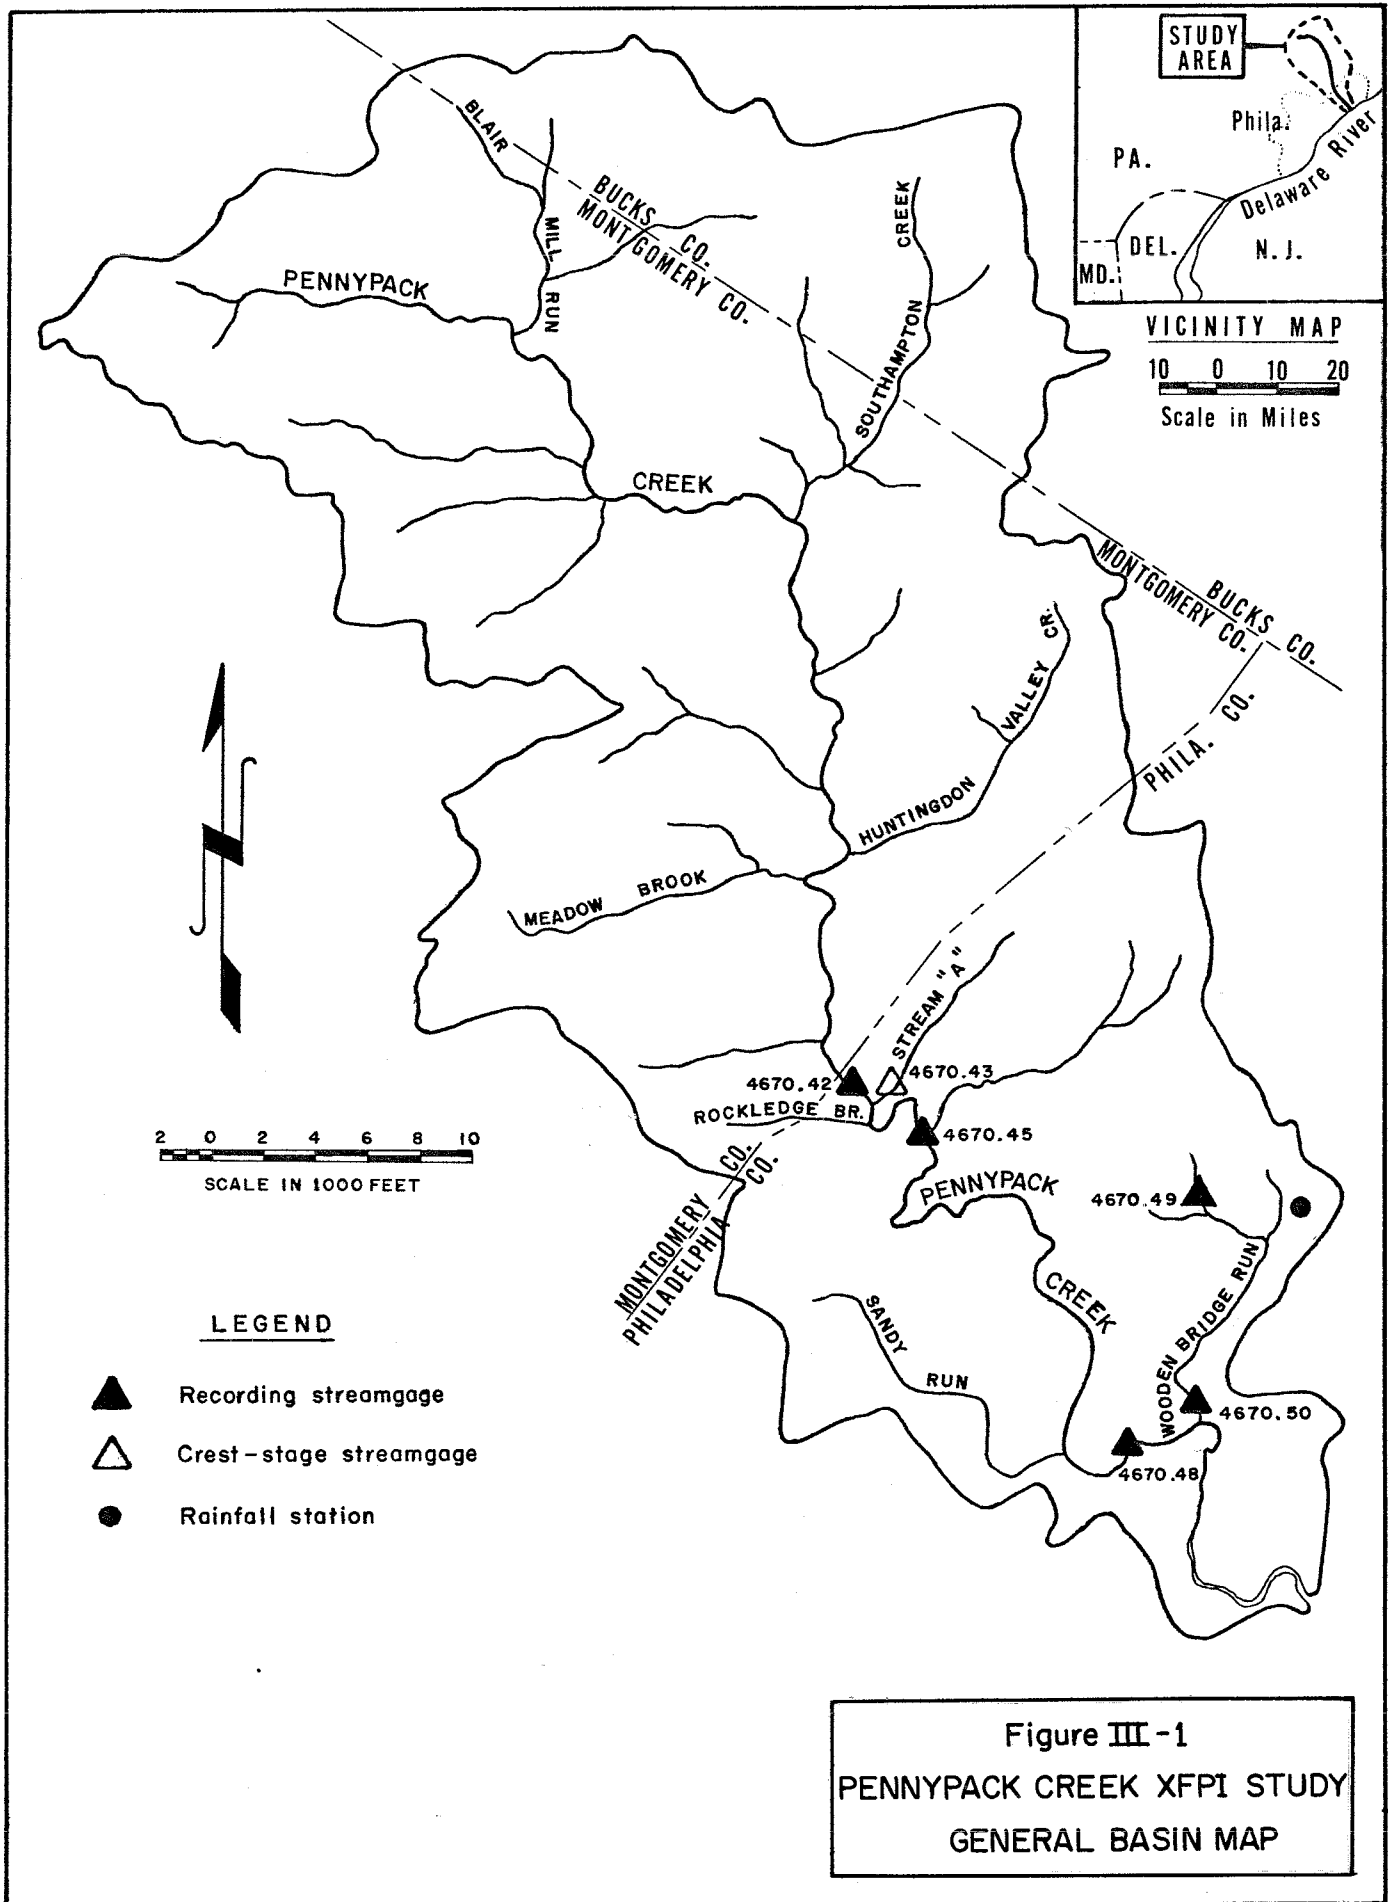 STUDY
AREA
Phila.
PA.
Delaware River
DEL.
N. J.
MD.
VICINITY MAP
10 0 10 20
Scale in Miles
BLAIR
MILL
RUN
BUCKS CO.
MONTGOMERY CO.
PENNYPACK
CREEK
SOUTHAMPTON
CREEK
MONTGOMERY CO.
BUCKS CO.
PHILA. CO.
HUNTINGDON
VALLEY CR.
MEADOW BROOK
STREAM "A"
4670.42
4670.43
ROCKLEDGE BR.
4670.45
MONTGOMERY CO.
PHILADELPHIA CO.
PENNYPACK
CREEK
4670.49
WOODEN BRIDGE RUN
SANDY
RUN
4670.50
4670.48
2 0 2 4 6 8 10
SCALE IN 1000 FEET
LEGEND
Recording streamgage
Crest-stage streamgage
Rainfall station
Figure III-1
PENNYPACK CREEK XFPI STUDY
GENERAL BASIN MAP